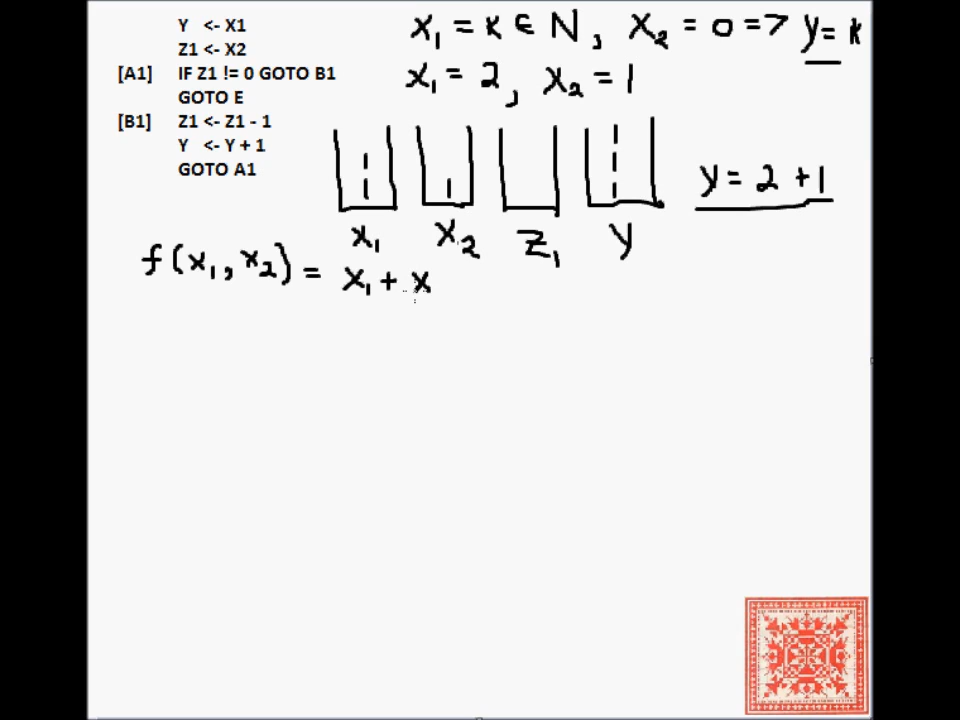 Y <- X1
Z1 <- X2
[A1] IF Z1 != 0 GOTO B1
GOTO E
[B1] Z1 <- Z1 - 1
Y <- Y + 1
GOTO A1
x₁ = k ∈ N, x₂ = 0 => y = k
x₁ = 2, x₂ = 1
y = 2 + 1
x₁ x₂ z₁ y
f(x₁, x₂) = x₁ + x